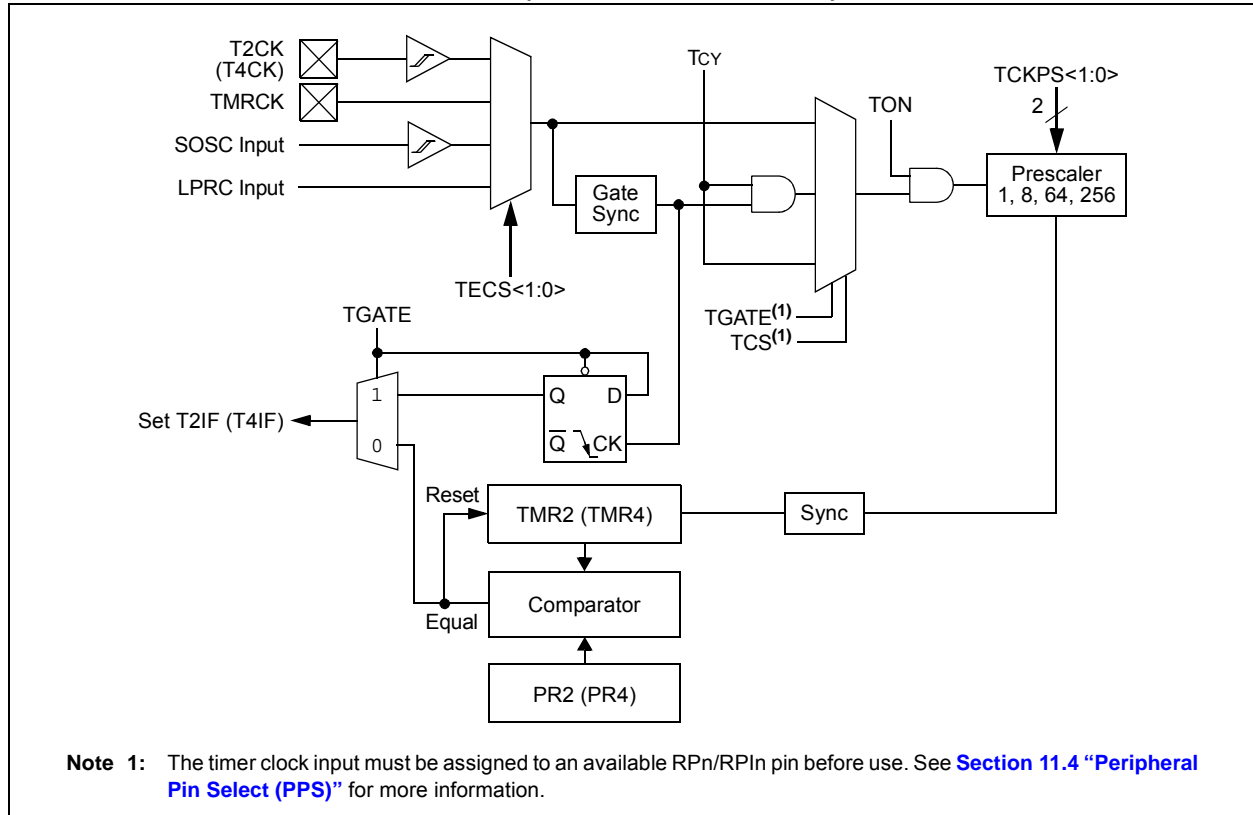 T2CK
(T4CK)
TMRCK
SOSC Input
LPRC Input
TECS<1:0>
Gate
Sync
TCY
TGATE(1)
TCS(1)
TON
TCKPS<1:0>
2
Prescaler
1, 8, 64, 256
TGATE
1
0
Set T2IF (T4IF)
Q D
Q CK
Reset
TMR2 (TMR4)
Sync
Comparator
Equal
PR2 (PR4)
Note 1: The timer clock input must be assigned to an available RPn/RPIn pin before use. See Section 11.4 “Peripheral
Pin Select (PPS)” for more information.